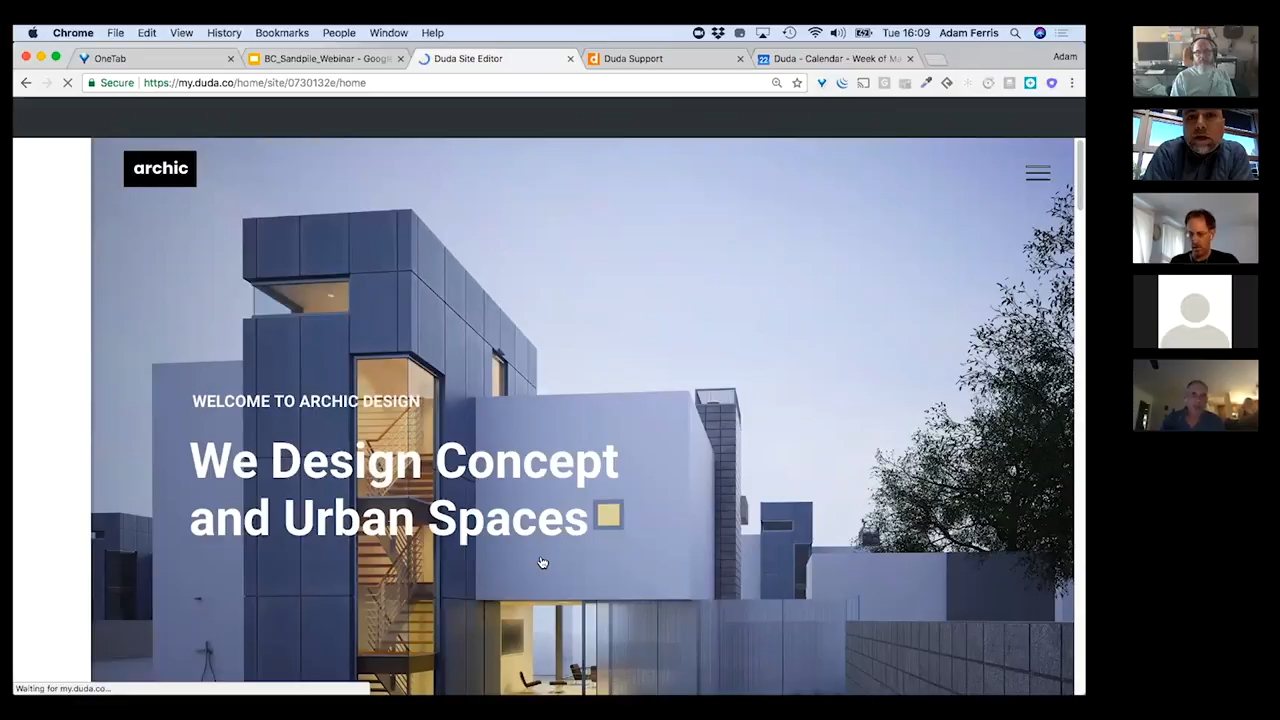 Chrome File Edit View History Bookmarks People Window Help Tue 16:09 Adam Ferris
OneTab BC_Sandpile_Webinar - Googl Duda Site Editor Duda Support 22 Duda - Calendar - Week of Ma Adam
Secure https://my.duda.co/home/site/0730132e/home
archic
WELCOME TO ARCHIC DESIGN
We Design Concept
and Urban Spaces
Waiting for my.duda.co...